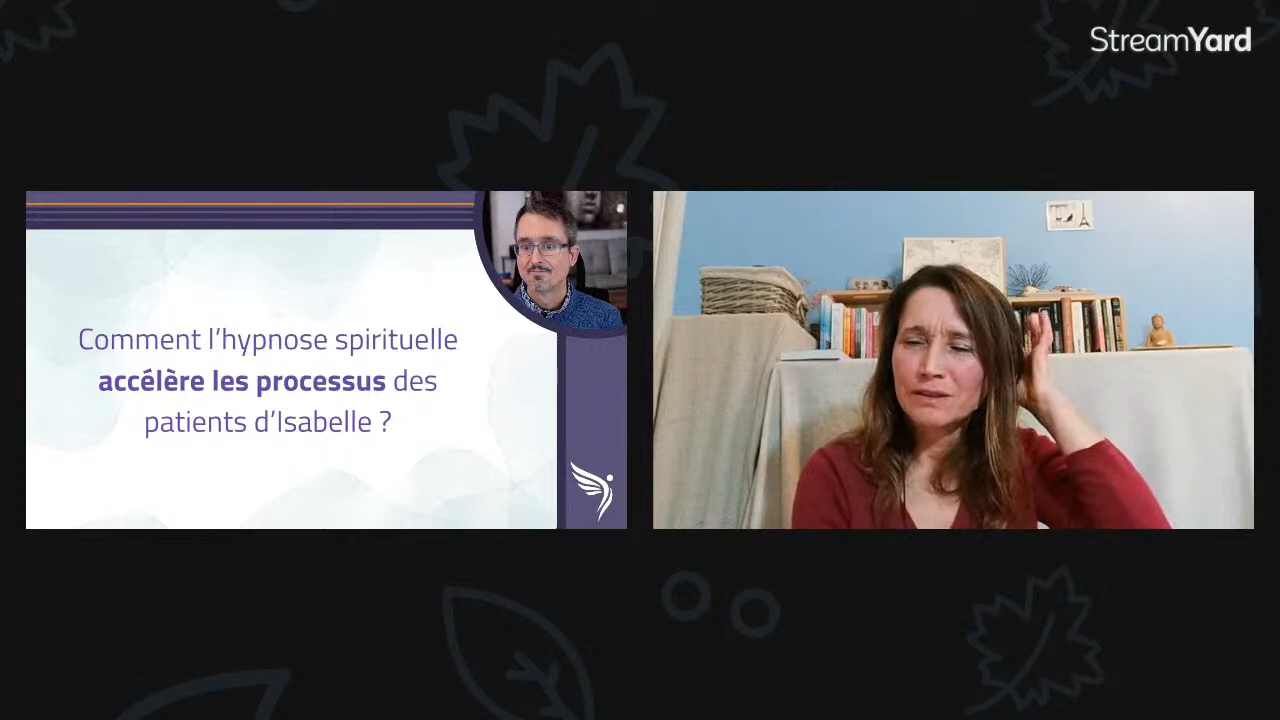 StreamYard
Comment l’hypnose spirituelle
accélère les processus des
patients d’Isabelle ?